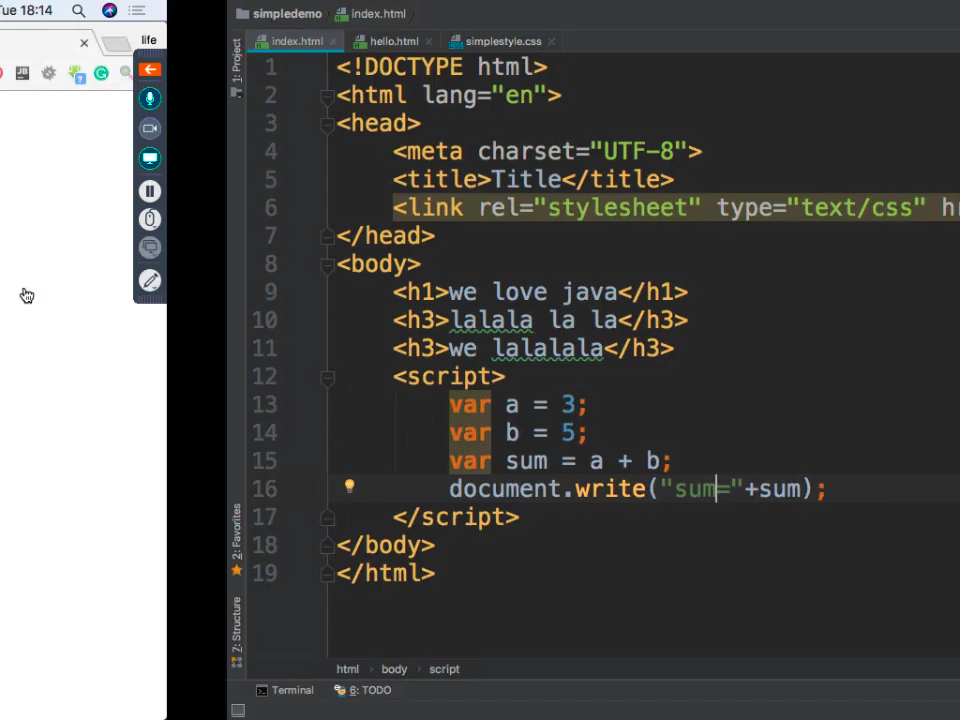 Tue 18:14
life
JB
simpledemo
index.html
index.html
hello.html
simplestyle.css
1: Project
2: Favorites
7: Structure
1 <!DOCTYPE html>
2 <html lang="en">
3 <head>
4 <meta charset="UTF-8">
5 <title>Title</title>
6 <link rel="stylesheet" type="text/css"
7 </head>
8 <body>
9 <h1>we love java</h1>
10 <h3>lalala la la</h3>
11 <h3>we lalalala</h3>
12 <script>
13 var a = 3;
14 var b = 5;
15 var sum = a + b;
16 document.write("sum="+sum);
17 </script>
18 </body>
19 </html>
html body script
Terminal 6: TODO